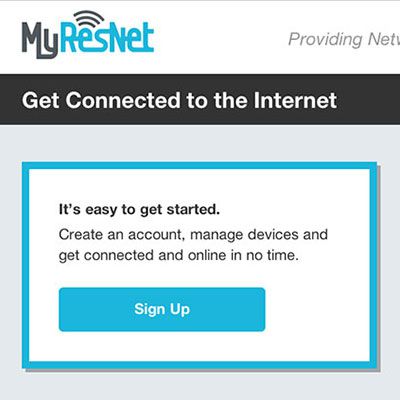 MyResNet
Providing Netw
Get Connected to the Internet
It’s easy to get started.
Create an account, manage devices and
get connected and online in no time.
Sign Up